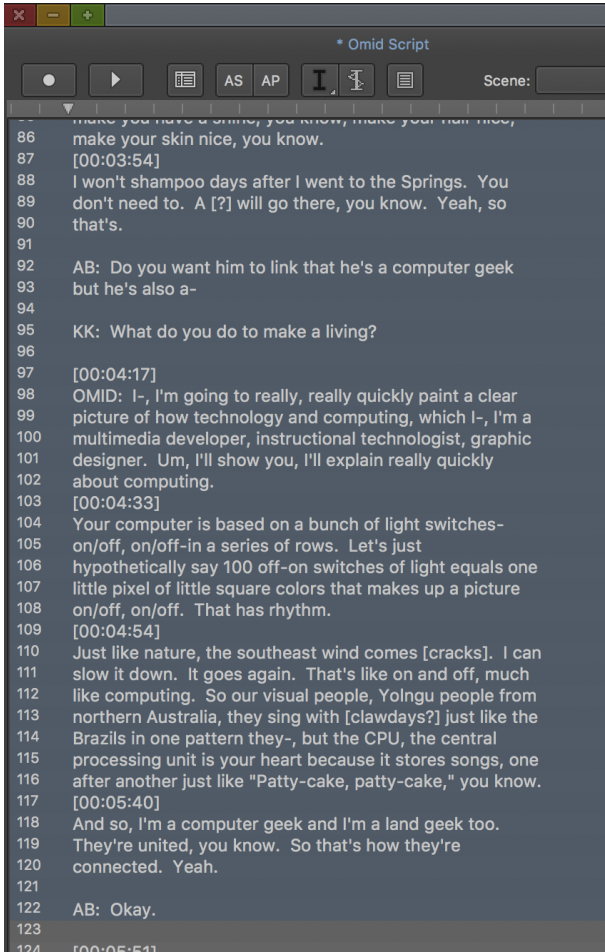 * Omid Script
AS AP Scene:
make you have a shine, you know, make your hair nice,
86 make your skin nice, you know.
87 [00:03:54]
88 I won't shampoo days after I went to the Springs.  You
89 don't need to.  A [?] will go there, you know.  Yeah, so
90 that's.
91
92 AB:  Do you want him to link that he's a computer geek
93 but he's also a-
94
95 KK:  What do you do to make a living?
96
97 [00:04:17]
98 OMID:  I-, I'm going to really, really quickly paint a clear
99 picture of how technology and computing, which I-, I'm a
100 multimedia developer, instructional technologist, graphic
101 designer.  Um, I'll show you, I'll explain really quickly
102 about computing.
103 [00:04:33]
104 Your computer is based on a bunch of light switches-
105 on/off, on/off-in a series of rows.  Let's just
106 hypothetically say 100 off-on switches of light equals one
107 little pixel of little square colors that makes up a picture
108 on/off, on/off.  That has rhythm.
109 [00:04:54]
110 Just like nature, the southeast wind comes [cracks].  I can
111 slow it down.  It goes again.  That's like on and off, much
112 like computing.  So our visual people, Yolngu people from
113 northern Australia, they sing with [clawdays?] just like the
114 Brazils in one pattern they-, but the CPU, the central
115 processing unit is your heart because it stores songs, one
116 after another just like "Patty-cake, patty-cake," you know.
117 [00:05:40]
118 And so, I'm a computer geek and I'm a land geek too.
119 They're united, you know.  So that's how they're
120 connected.  Yeah.
121
122 AB:  Okay.
123
124 [00:05:51]